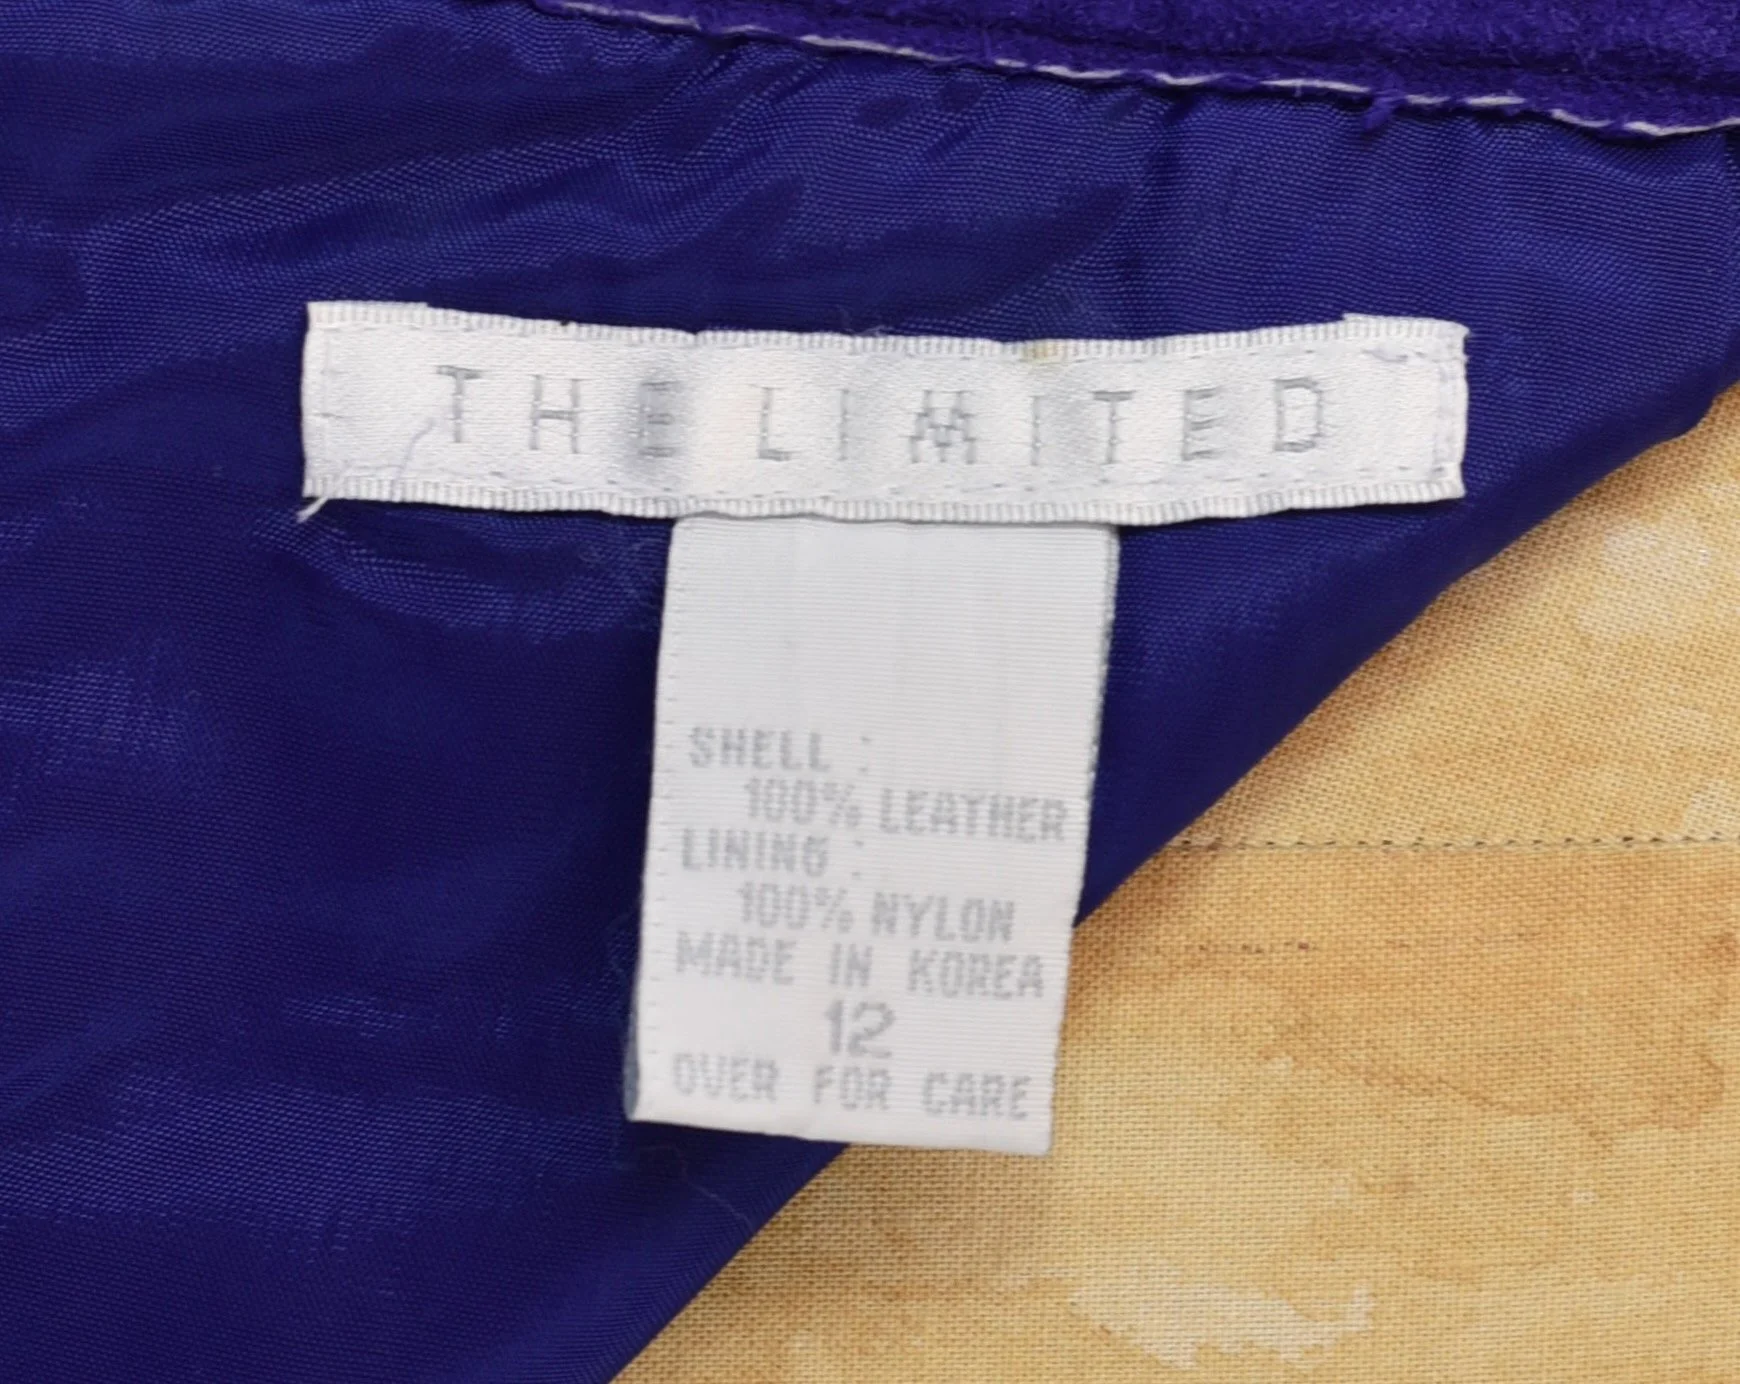 THE LIMITED
SHELL :
100% LEATHER
LINING :
100% NYLON
MADE IN KOREA
12
OVER FOR CARE